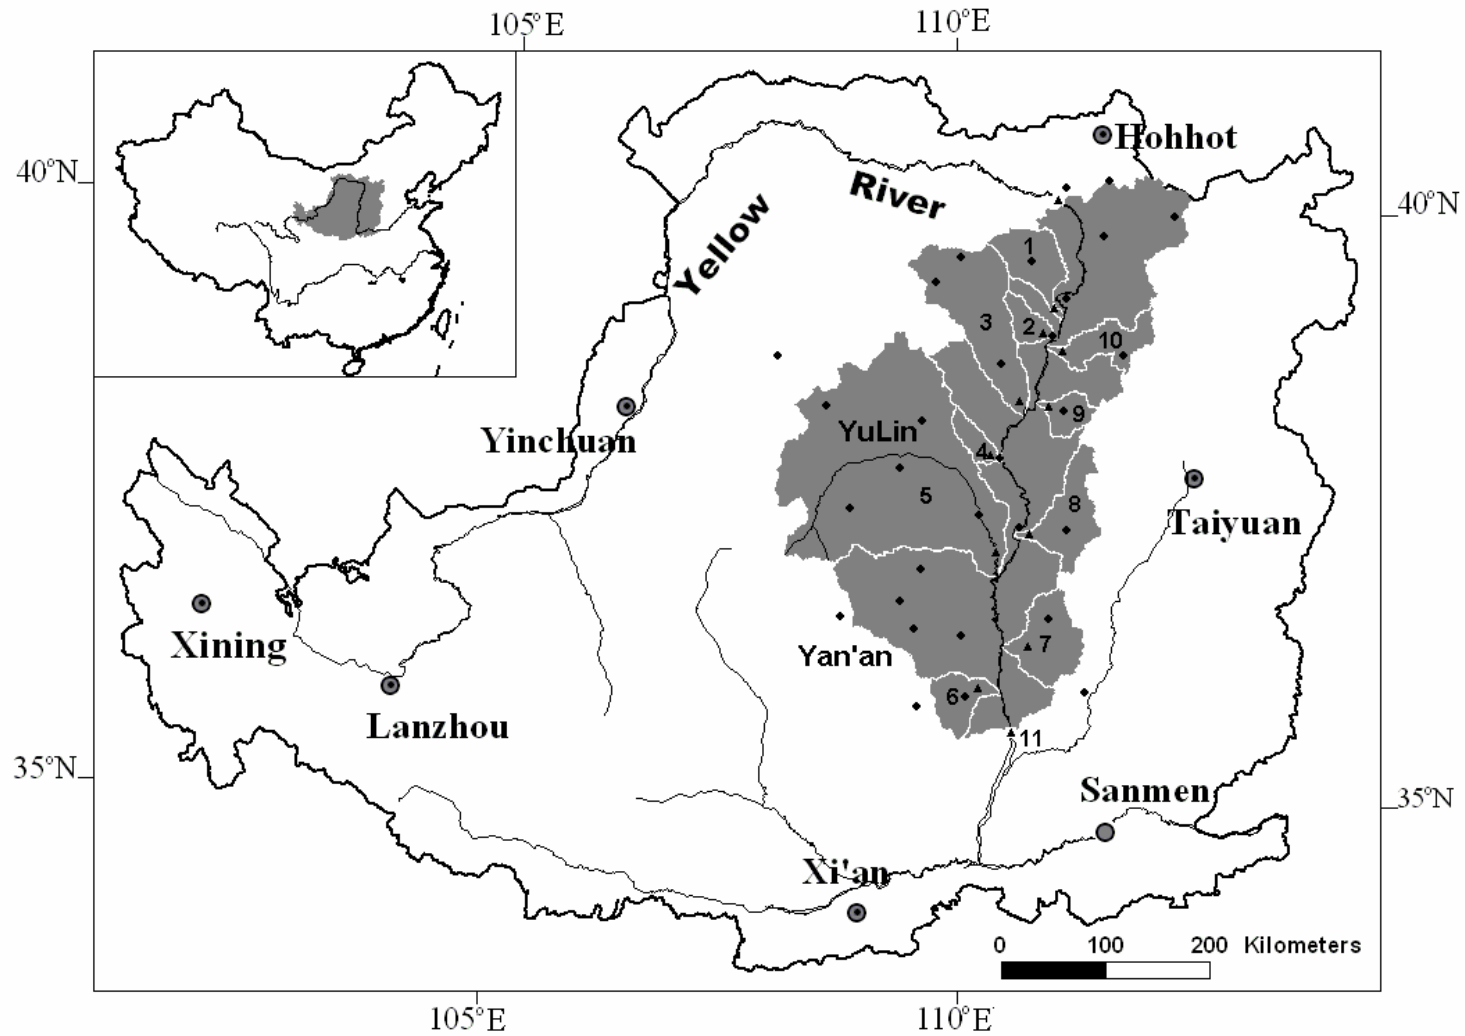 105°E
110°E
Hohhot
40°N
River
40°N
Yellow
1
3
2
10
9
YuLin
Yinchuan
4
5
8
Taiyuan
Xining
7
Yan'an
6
Lanzhou
11
35°N
Sanmen
35°N
Xi'an
0 100 200 Kilometers
105°E
110°E